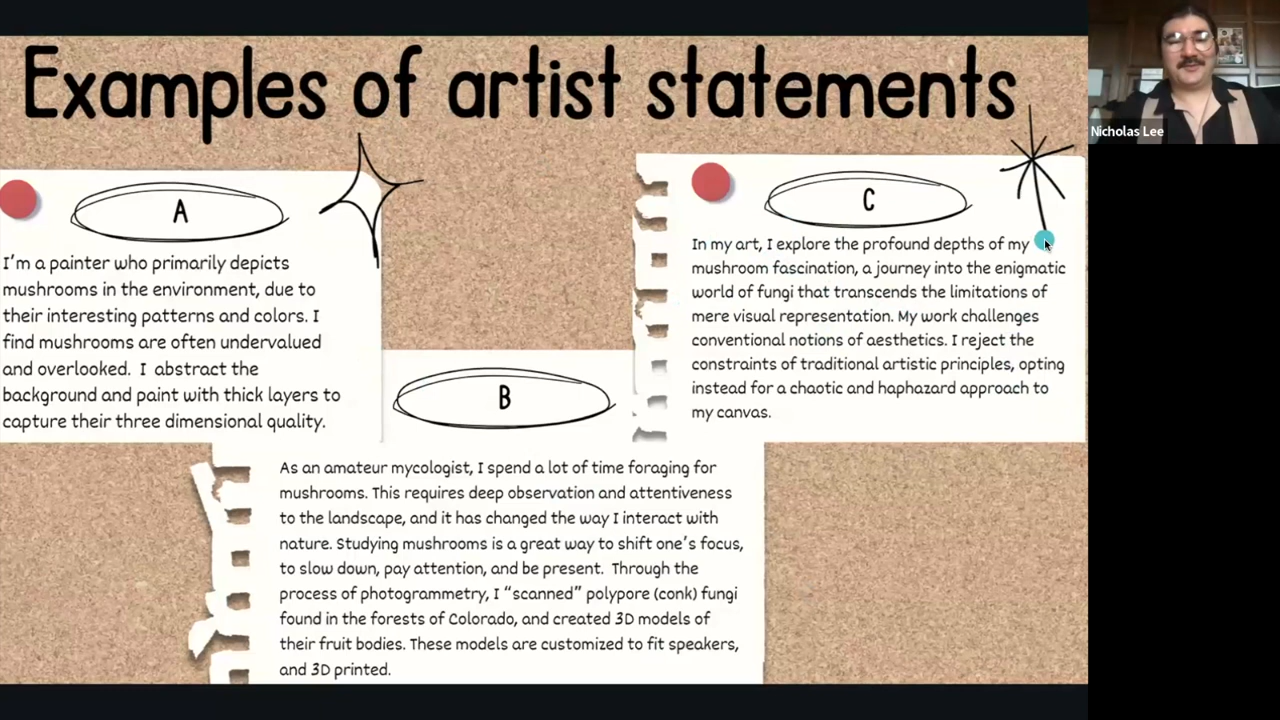 Examples of artist statements
Nicholas Lee
A
I'm a painter who primarily depicts
mushrooms in the environment, due to
their interesting patterns and colors. I
find mushrooms are often undervalued
and overlooked. I abstract the
background and paint with thick layers to
capture their three dimensional quality.
B
As an amateur mycologist, I spend a lot of time foraging for
mushrooms. This requires deep observation and attentiveness
to the landscape, and it has changed the way I interact with
nature. Studying mushrooms is a great way to shift one's focus,
to slow down, pay attention, and be present. Through the
process of photogrammetry, I "scanned" polypore (conk) fungi
found in the forests of Colorado, and created 3D models of
their fruit bodies. These models are customized to fit speakers,
and 3D printed.
C
In my art, I explore the profound depths of my
mushroom fascination, a journey into the enigmatic
world of fungi that transcends the limitations of
mere visual representation. My work challenges
conventional notions of aesthetics. I reject the
constraints of traditional artistic principles, opting
instead for a chaotic and haphazard approach to
my canvas.